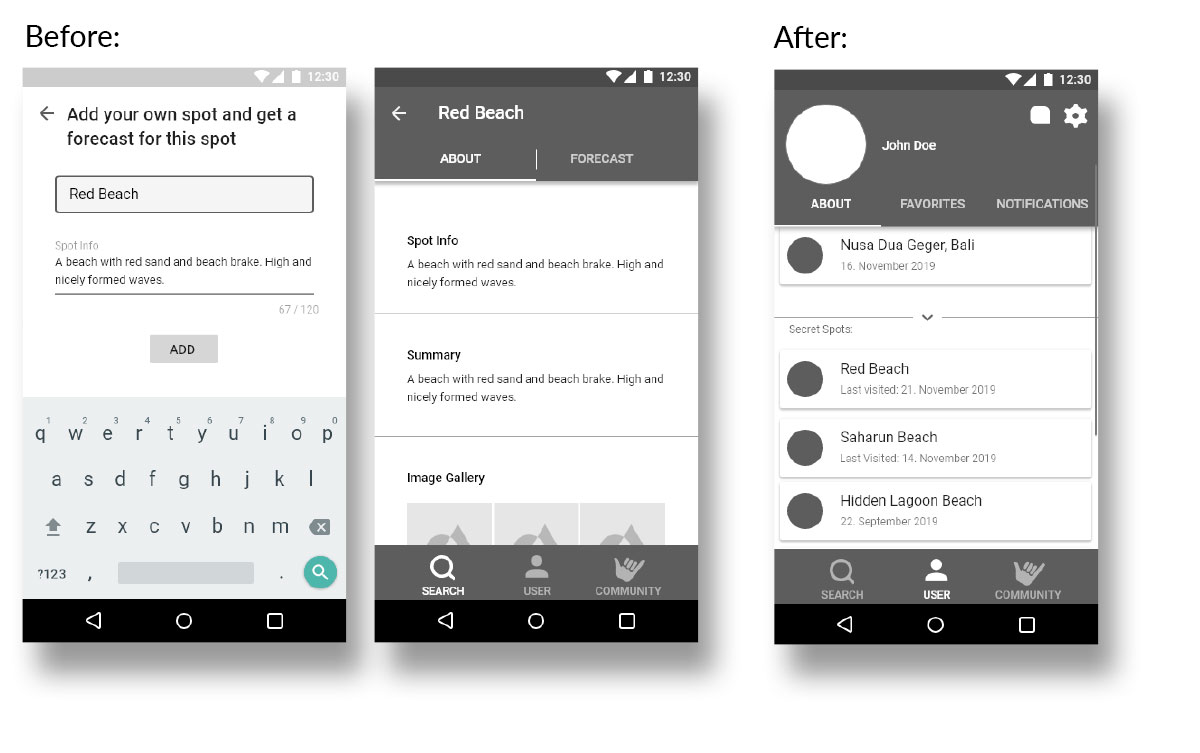 Before:
12:30
Add your own spot and get a
forecast for this spot
Red Beach
Spot Info
A beach with red sand and beach brake. High and
nicely formed waves.
67 / 120
ADD
1 2 3 4 5 6 7 8 9 0
q w e r t y u i o p
a s d f g h j k l
z x c v b n m
?123 , .
12:30
Red Beach
ABOUT FORECAST
Spot Info
A beach with red sand and beach brake. High and
nicely formed waves.
Summary
A beach with red sand and beach brake. High and
nicely formed waves.
Image Gallery
SEARCH USER COMMUNITY
After:
12:30
John Doe
ABOUT FAVORITES NOTIFICATIONS
Nusa Dua Geger, Bali
16. November 2019
Secret Spots:
Red Beach
Last visited: 21. November 2019
Saharun Beach
Last Visited: 14. November 2019
Hidden Lagoon Beach
22. September 2019
SEARCH USER COMMUNITY